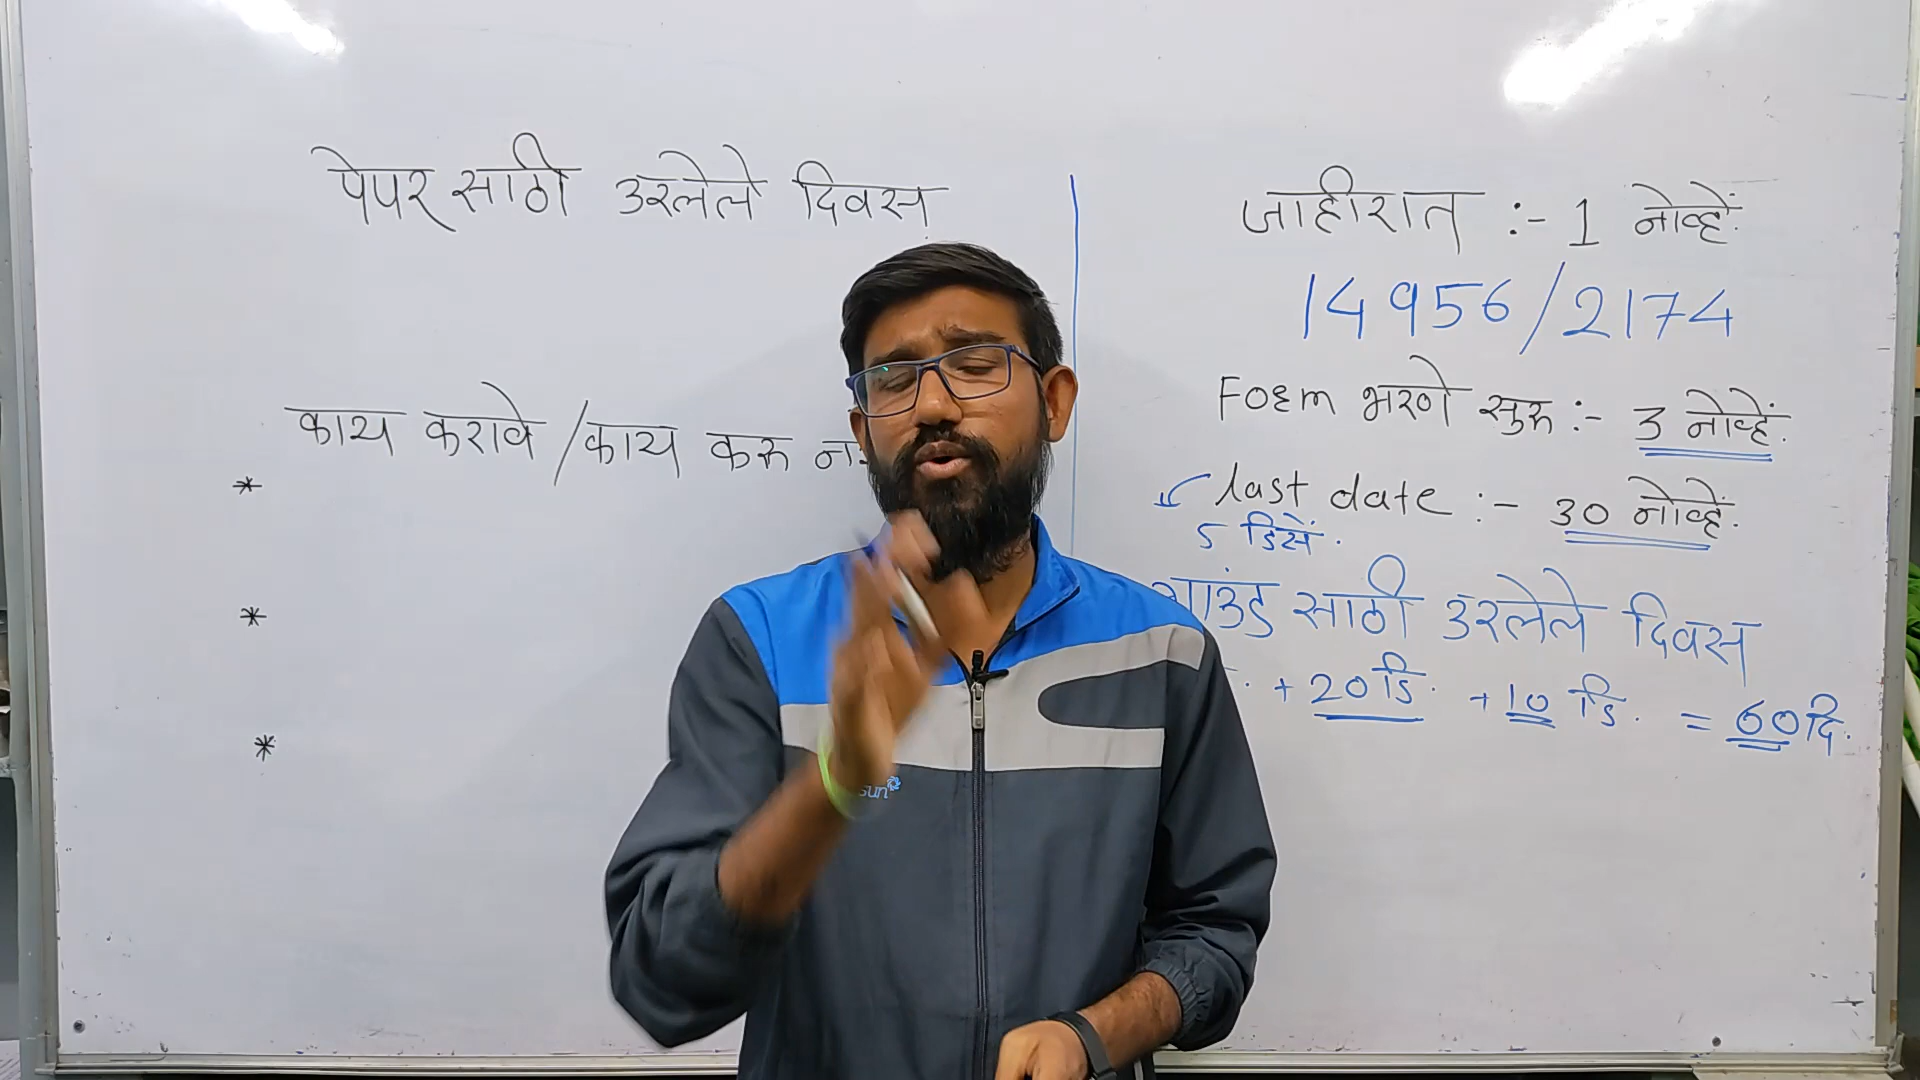 पेपर साठी उरलेले दिवस
काय करावे / काय करू न
*
*
*
जाहीरात :- 1 नोव्हें.
14956/2174
Form भरणे सुरु :- 3 नोव्हें.
last date :- 30 नोव्हें.
5 डिसें.
साठी उरलेले दिवस
+ 20 डि. + 10 डि. = 60 दि.
sun